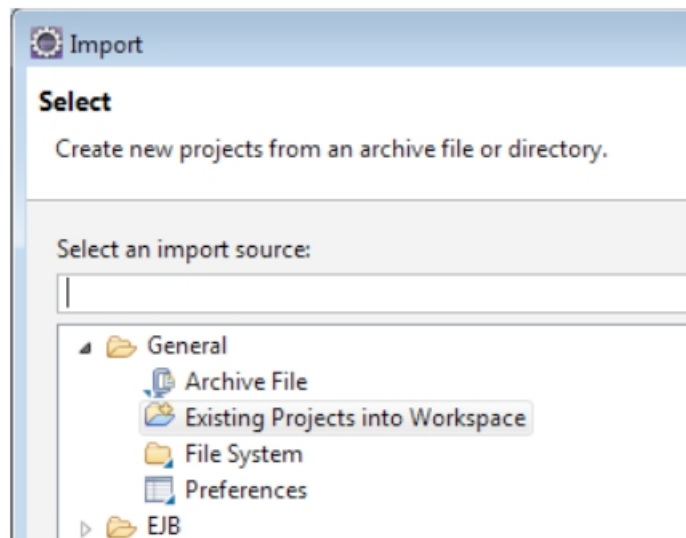 Import
Select
Create new projects from an archive file or directory.
Select an import source:
General
Archive File
Existing Projects into Workspace
File System
Preferences
EJB